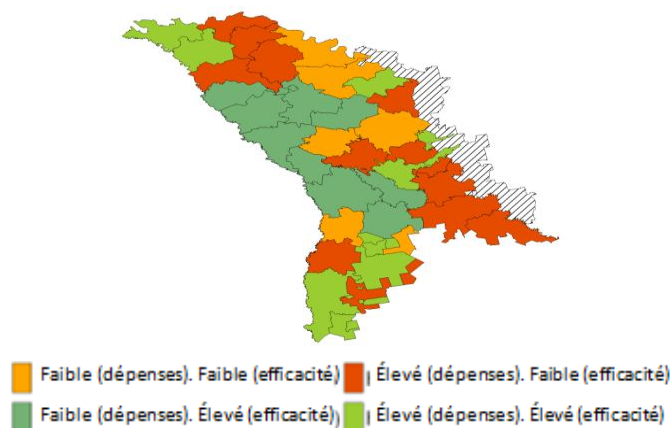 Faible (dépenses). Faible (efficacité) Élevé (dépenses). Faible (efficacité)
Faible (dépenses). Élevé (efficacité) Élevé (dépenses). Élevé (efficacité)